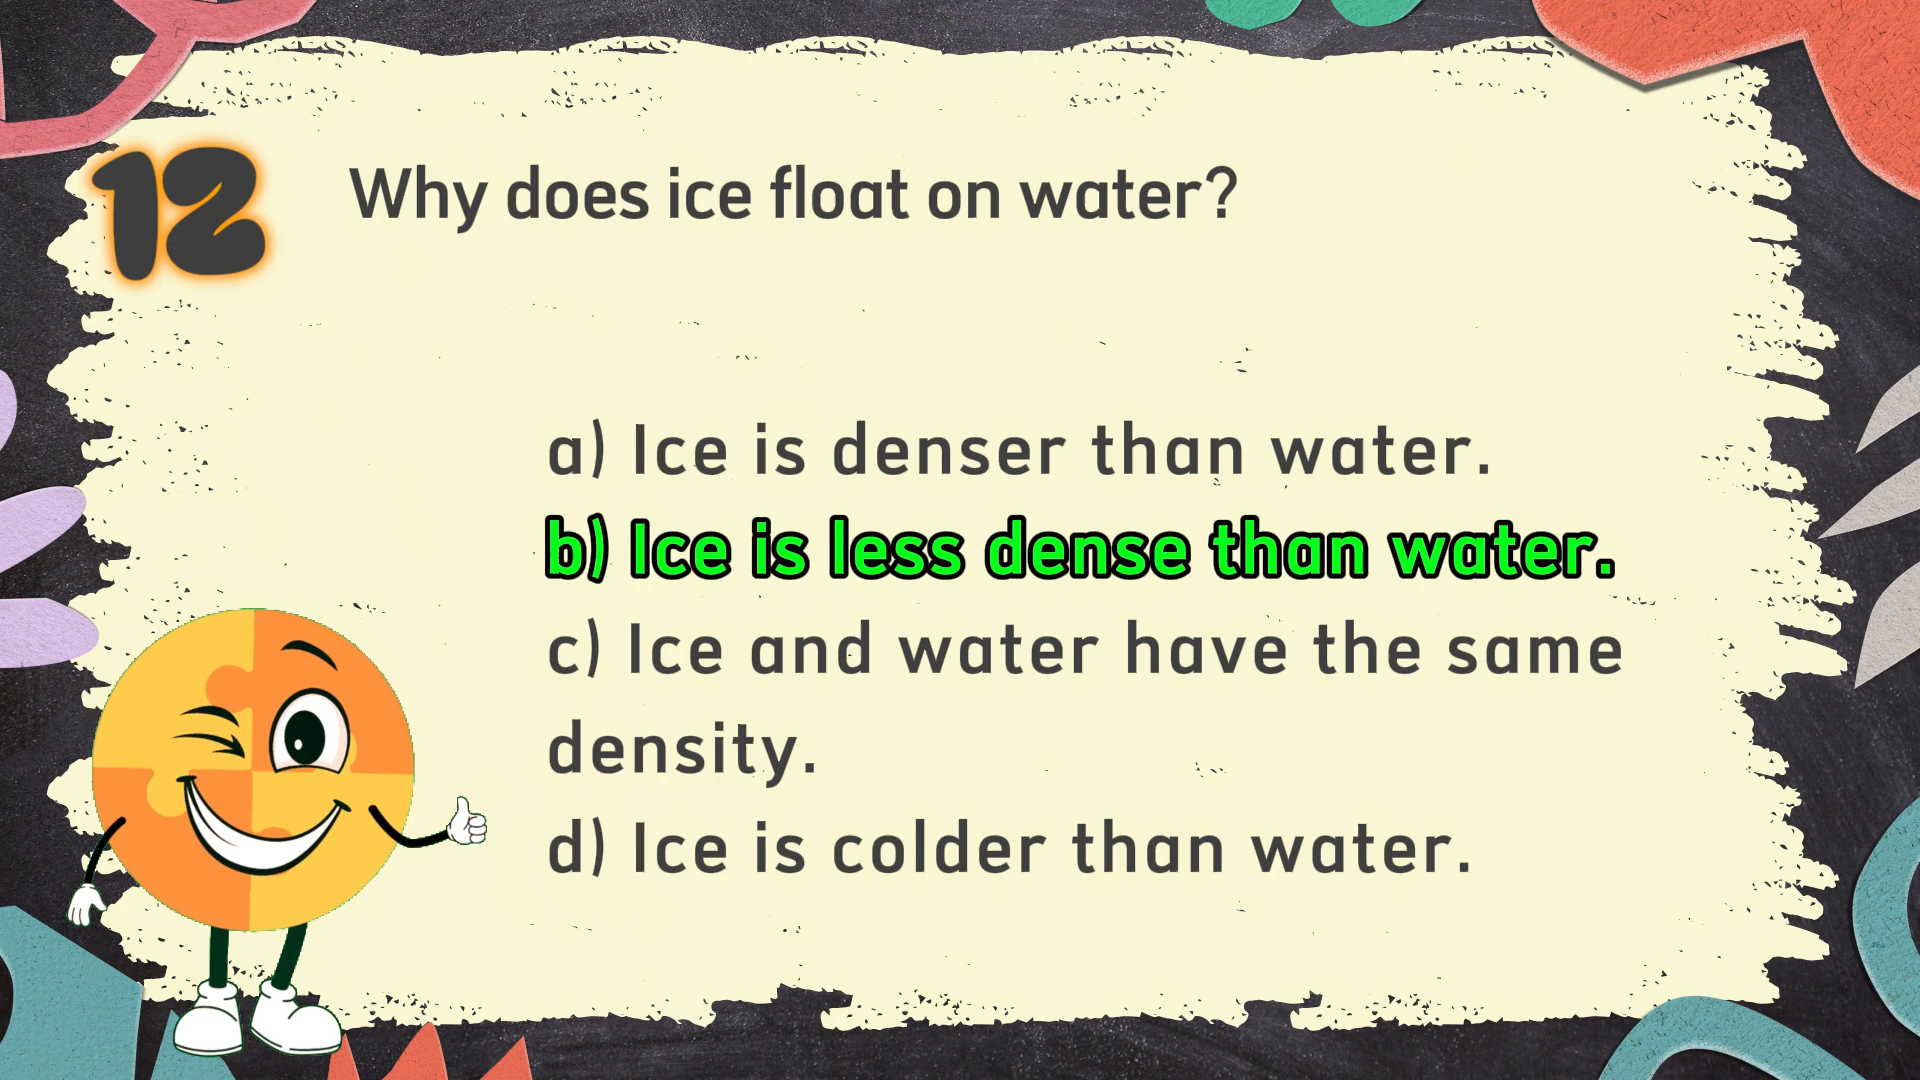 12
Why does ice float on water?
a) Ice is denser than water.
b) Ice is less dense than water.
c) Ice and water have the same
density.
d) Ice is colder than water.